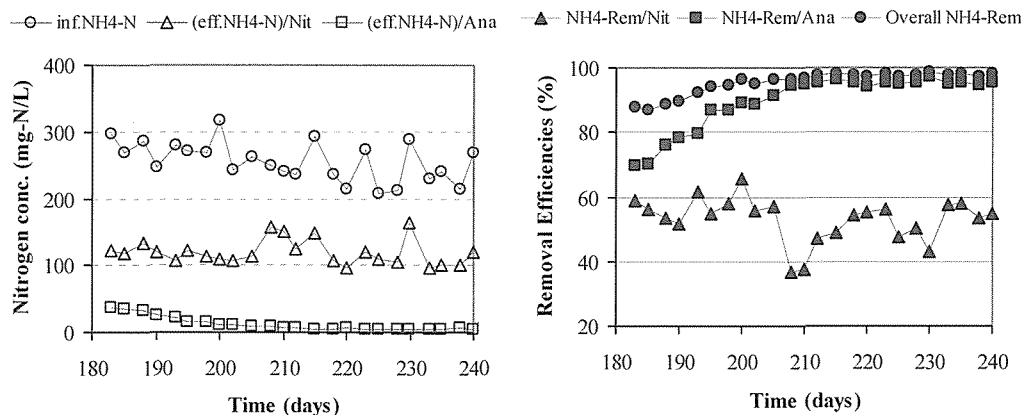 inf.NH4-N (eff.NH4-N)/Nit (eff.NH4-N)/Ana
Nitrogen conc. (mg-N/L)
400
300
200
100
0
180 190 200 210 220 230 240
Time (days)
NH4-Rem/Nit NH4-Rem/Ana Overall NH4-Rem
Removal Efficiencies (%)
100
80
60
40
20
180 190 200 210 220 230 240
Time (days)